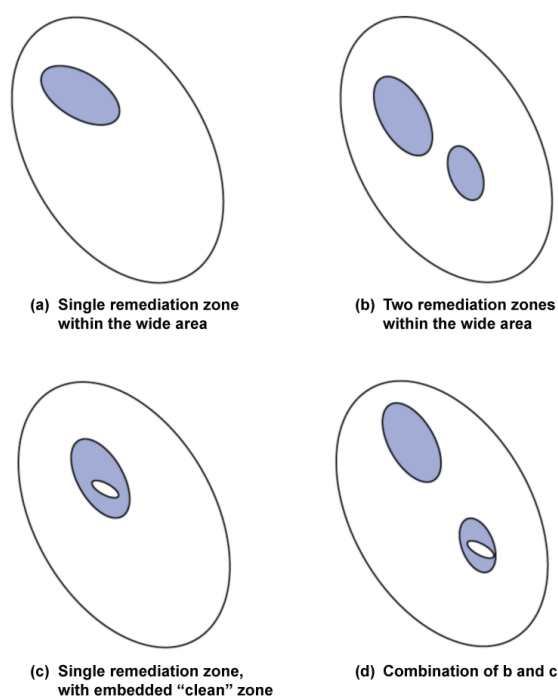 (a) Single remediation zone
within the wide area
(b) Two remediation zones
within the wide area
(c) Single remediation zone,
with embedded “clean” zone
(d) Combination of b and c